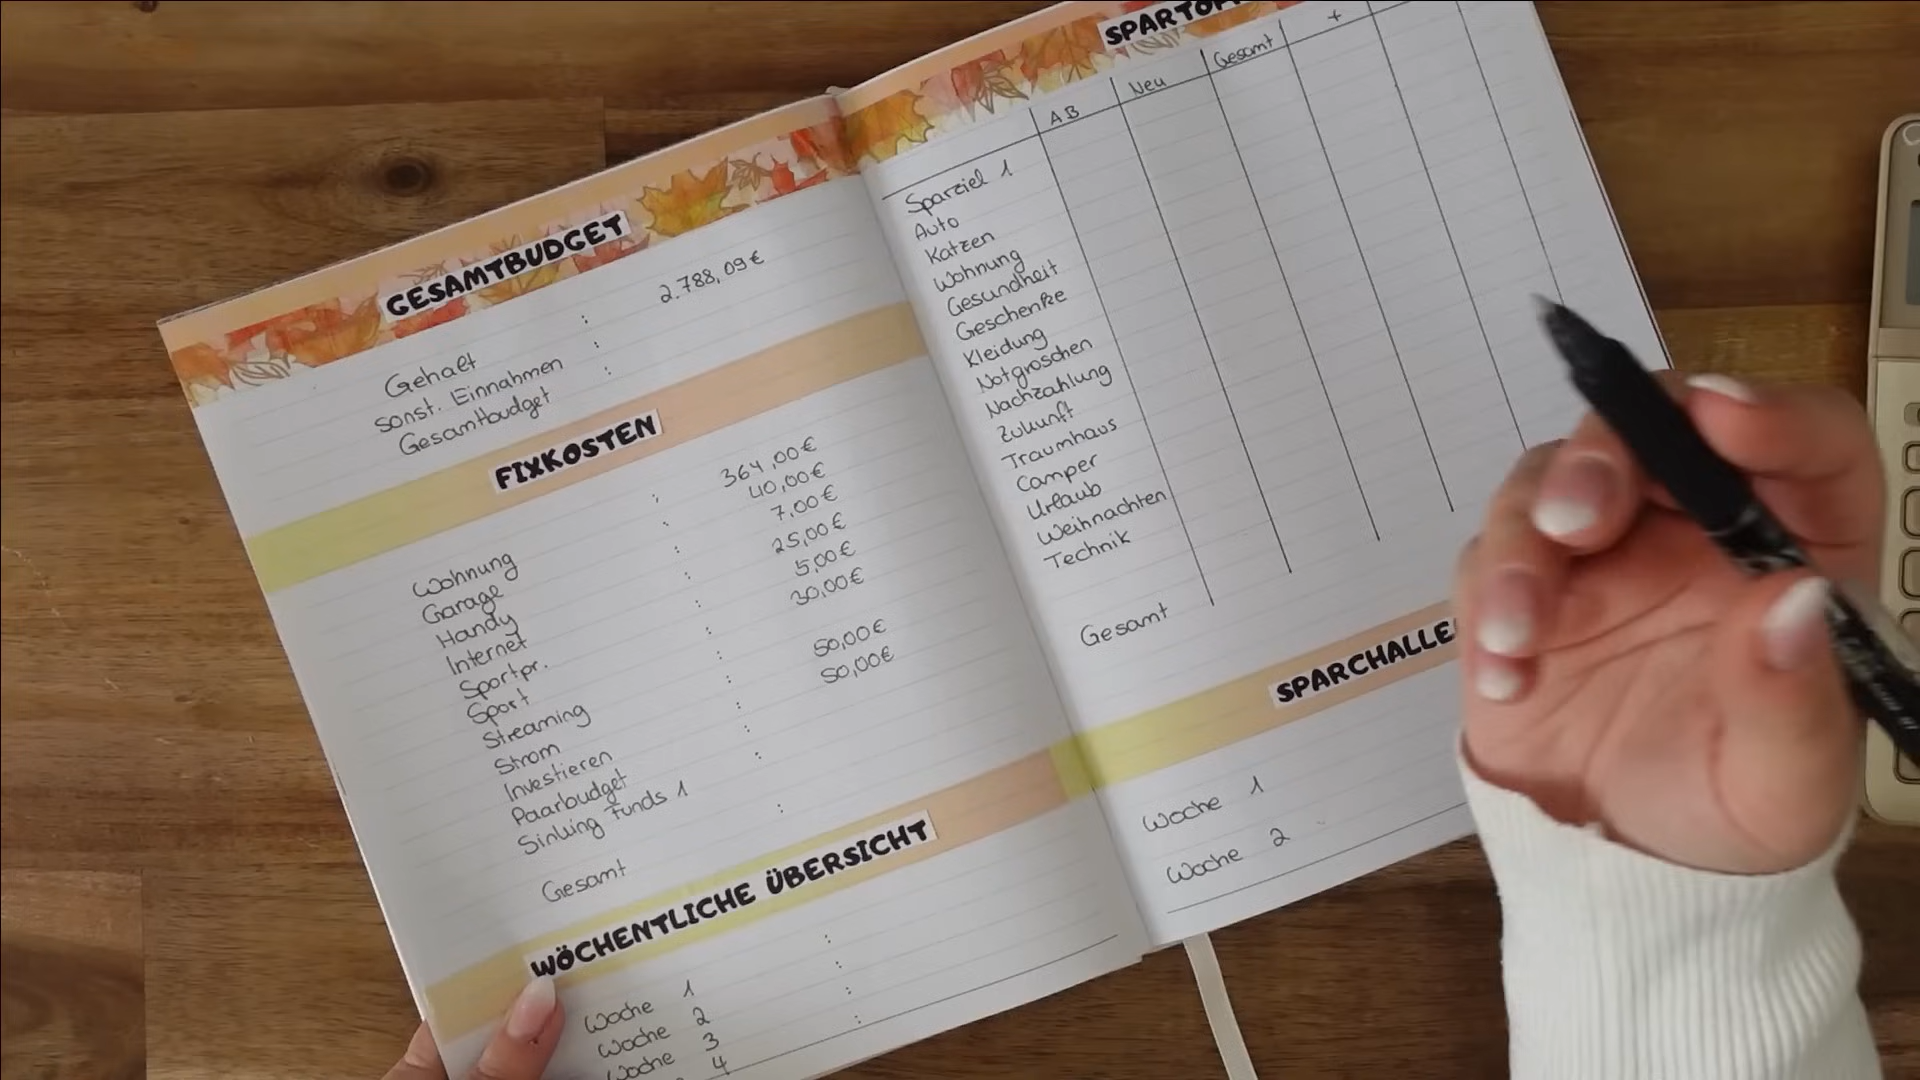 GESAMTBUDGET
Gehalt : 2.788,09€
sonst. Einnahmen :
Gesamtbudget :
FIXKOSTEN
Wohnung : 364,00€
Garage : 40,00€
Handy : 7,00€
Internet : 25,00€
Sportpr. : 5,00€
Sport : 30,00€
Streaming :
Strom : 50,00€
Investieren : 50,00€
Paarbudget :
Sinking Funds 1 :
Gesamt :
WÖCHENTLICHE ÜBERSICHT
Woche 1 :
Woche 2 :
Woche 3 :
4 :
AB Neu Gesamt +
Sparziel 1
Auto
Katzen
Wohnung
Gesundheit
Geschenke
Kleidung
Notgroschen
Nachzahlung
Zukunft
Traumhaus
Camper
Urlaub
Weihnachten
Technik
Gesamt
SPARCHALLE
Woche 1
Woche 2